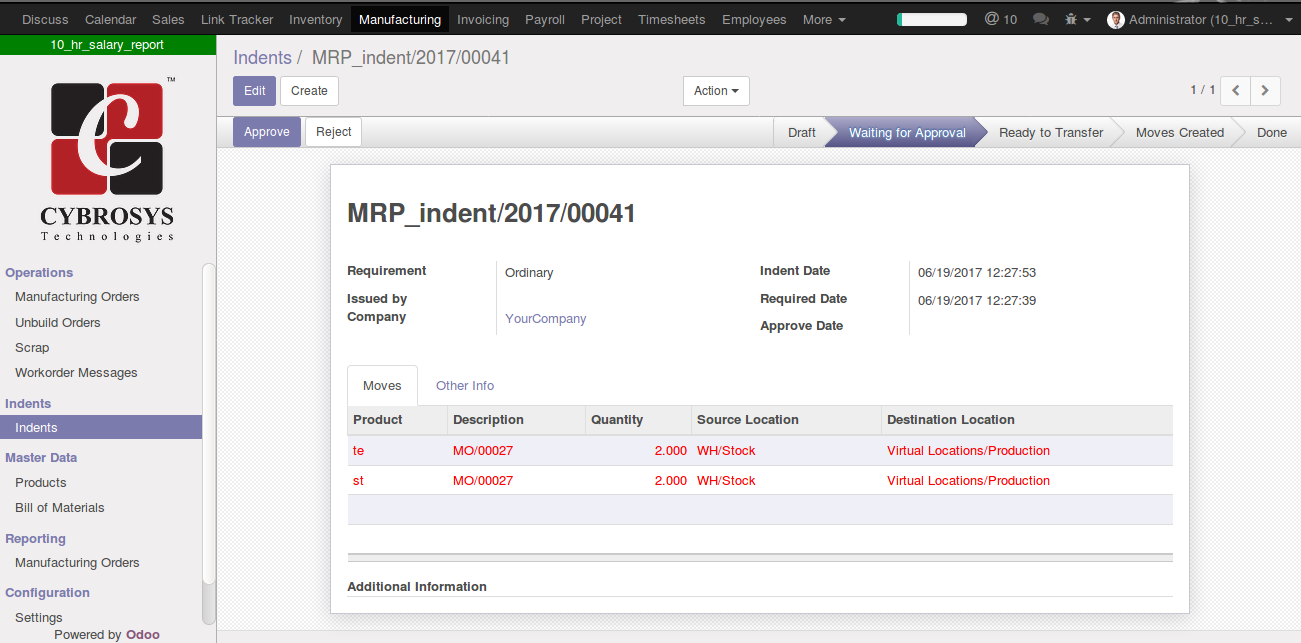 Discuss Calendar Sales Link Tracker Inventory Manufacturing Invoicing Payroll Project Timesheets Employees More @ 10 Administrator (10_hr_s...
10_hr_salary_report
Indents / MRP_indent/2017/00041
Edit Create Action 1 / 1
Approve Reject Draft Waiting for Approval Ready to Transfer Moves Created Done
C
™
CYBROSYS
Technologies
Operations
Manufacturing Orders
Unbuild Orders
Scrap
Workorder Messages
Indents
Indents
Master Data
Products
Bill of Materials
Reporting
Manufacturing Orders
Configuration
Settings
Powered by Odoo
MRP_indent/2017/00041
Requirement Ordinary
Issued by
Company YourCompany
Indent Date 06/19/2017 12:27:53
Required Date 06/19/2017 12:27:39
Approve Date
Moves Other Info
Product Description Quantity Source Location Destination Location
te MO/00027 2.000 WH/Stock Virtual Locations/Production
st MO/00027 2.000 WH/Stock Virtual Locations/Production
Additional Information